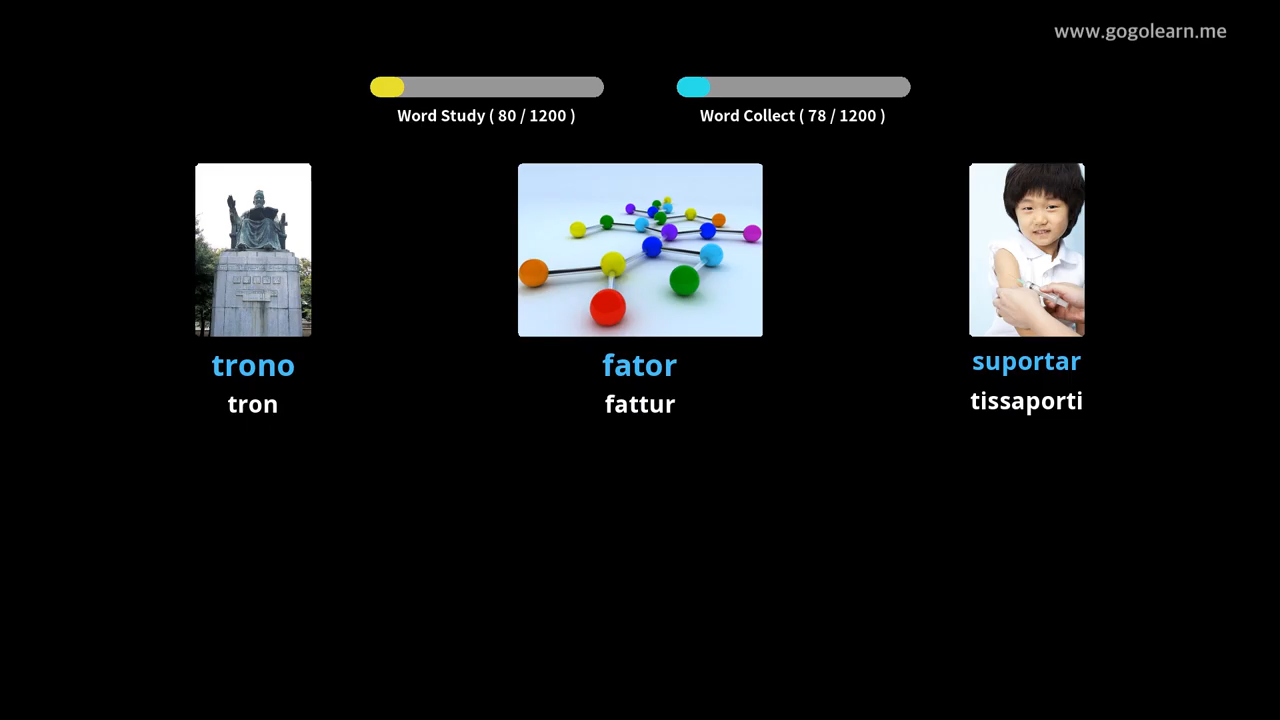 www.gogolearn.me
Word Study ( 80 / 1200 )
Word Collect ( 78 / 1200 )
trono
tron
fator
fattur
suportar
tissaporti